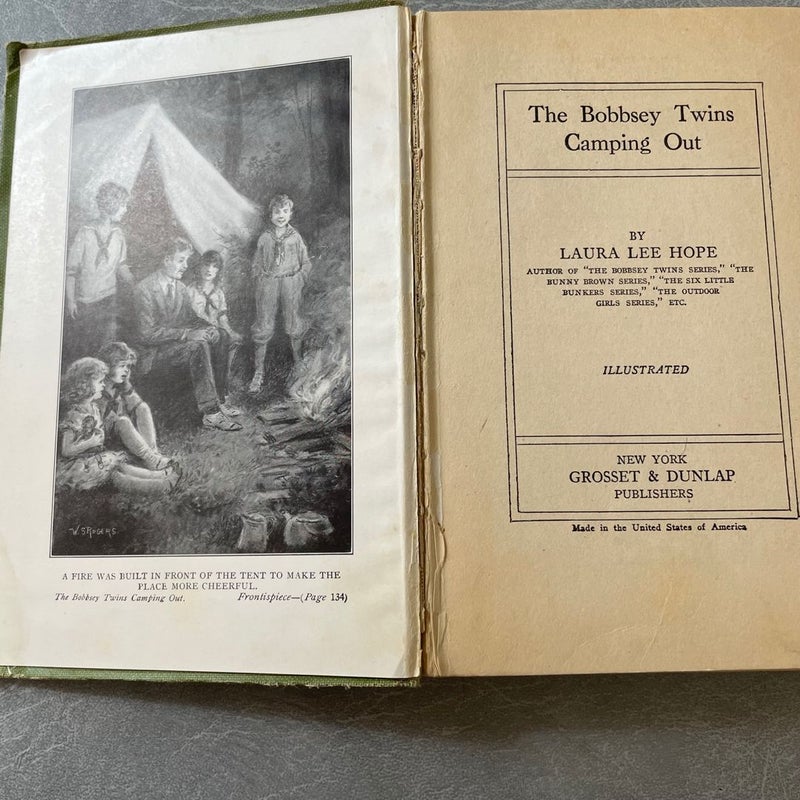 W.S ROGERS.
A FIRE WAS BUILT IN FRONT OF THE TENT TO MAKE THE
PLACE MORE CHEERFUL.
The Bobbsey Twins Camping Out. Frontispiece—(Page 134)
The Bobbsey Twins
Camping Out
BY
LAURA LEE HOPE
AUTHOR OF "THE BOBBSEY TWINS SERIES," "THE
BUNNY BROWN SERIES," "THE SIX LITTLE
BUNKERS SERIES," "THE OUTDOOR
GIRLS SERIES," ETC.
ILLUSTRATED
NEW YORK
GROSSET & DUNLAP
PUBLISHERS
Made in the United States of America